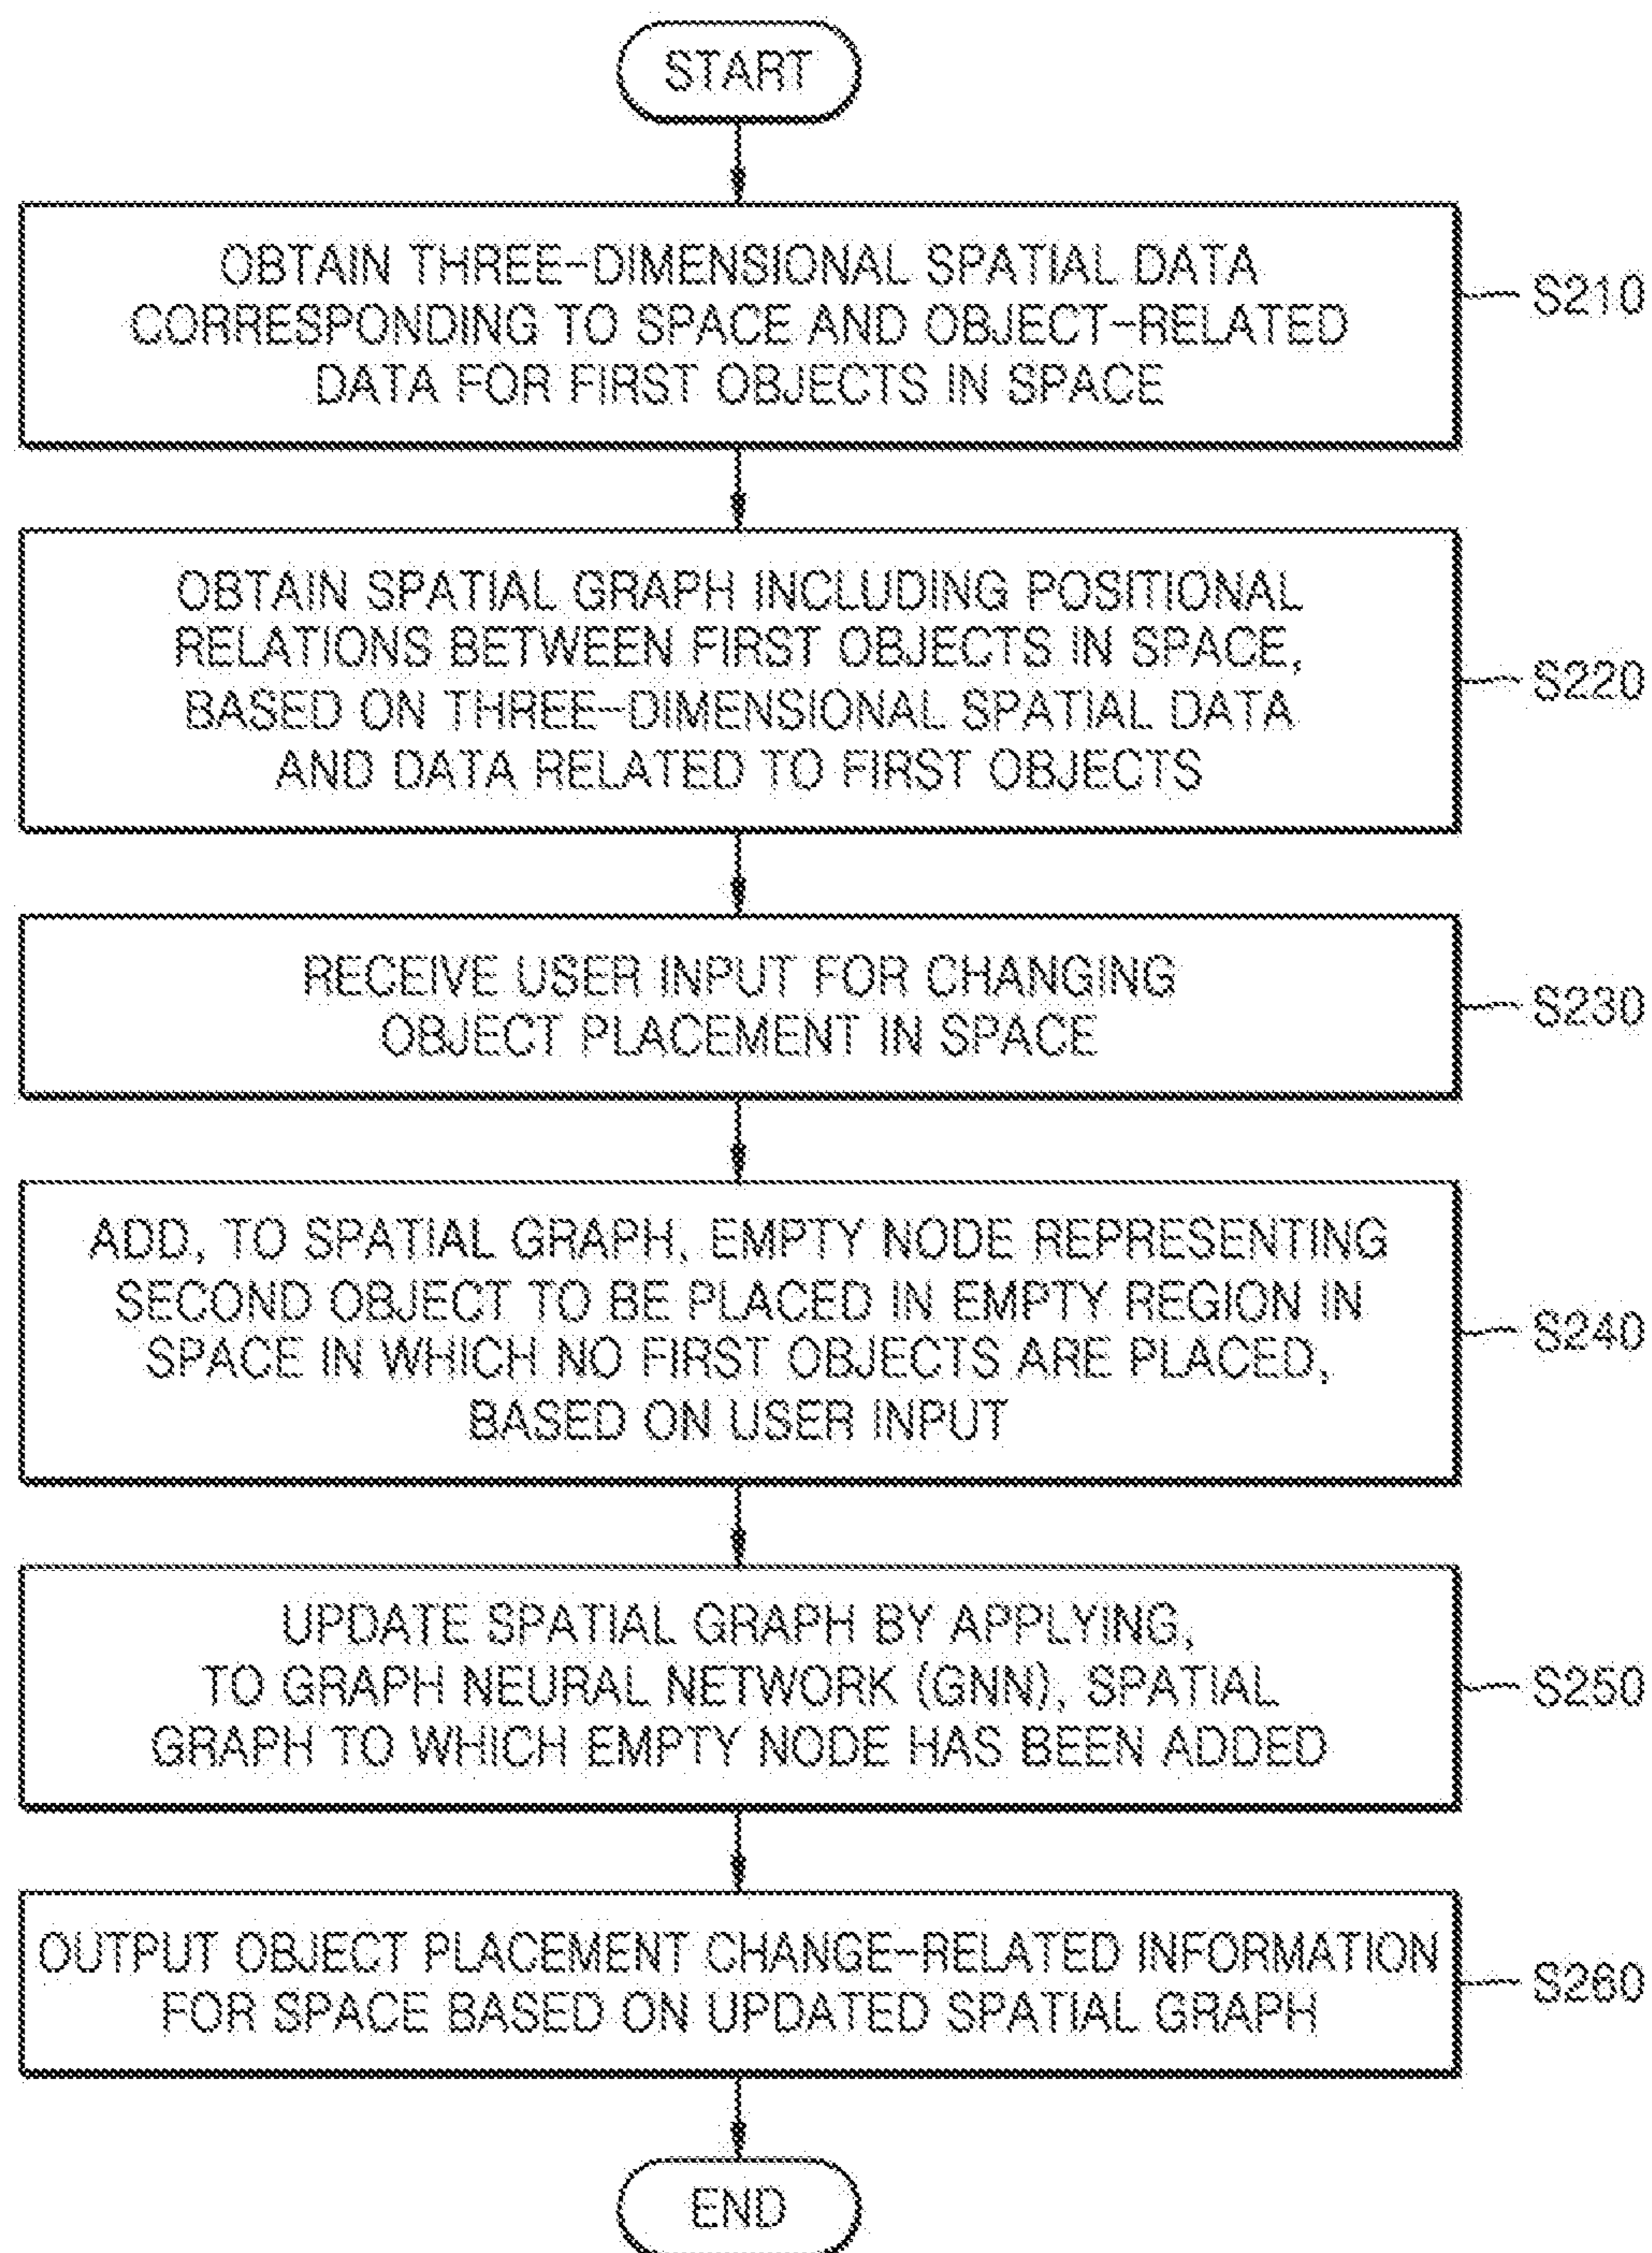 START
OBTAIN THREE-DIMENSIONAL SPATIAL DATA
CORRESPONDING TO SPACE AND OBJECT-RELATED
DATA FOR FIRST OBJECTS IN SPACE
S210
OBTAIN SPATIAL GRAPH INCLUDING POSITIONAL
RELATIONS BETWEEN FIRST OBJECTS IN SPACE,
BASED ON THREE-DIMENSIONAL SPATIAL DATA
AND DATA RELATED TO FIRST OBJECTS
S220
RECEIVE USER INPUT FOR CHANGING
OBJECT PLACEMENT IN SPACE
S230
ADD, TO SPATIAL GRAPH, EMPTY NODE REPRESENTING
SECOND OBJECT TO BE PLACED IN EMPTY REGION IN
SPACE IN WHICH NO FIRST OBJECTS ARE PLACED,
BASED ON USER INPUT
S240
UPDATE SPATIAL GRAPH BY APPLYING,
TO GRAPH NEURAL NETWORK (GNN), SPATIAL
GRAPH TO WHICH EMPTY NODE HAS BEEN ADDED
S250
OUTPUT OBJECT PLACEMENT CHANGE-RELATED INFORMATION
FOR SPACE BASED ON UPDATED SPATIAL GRAPH
S260
END